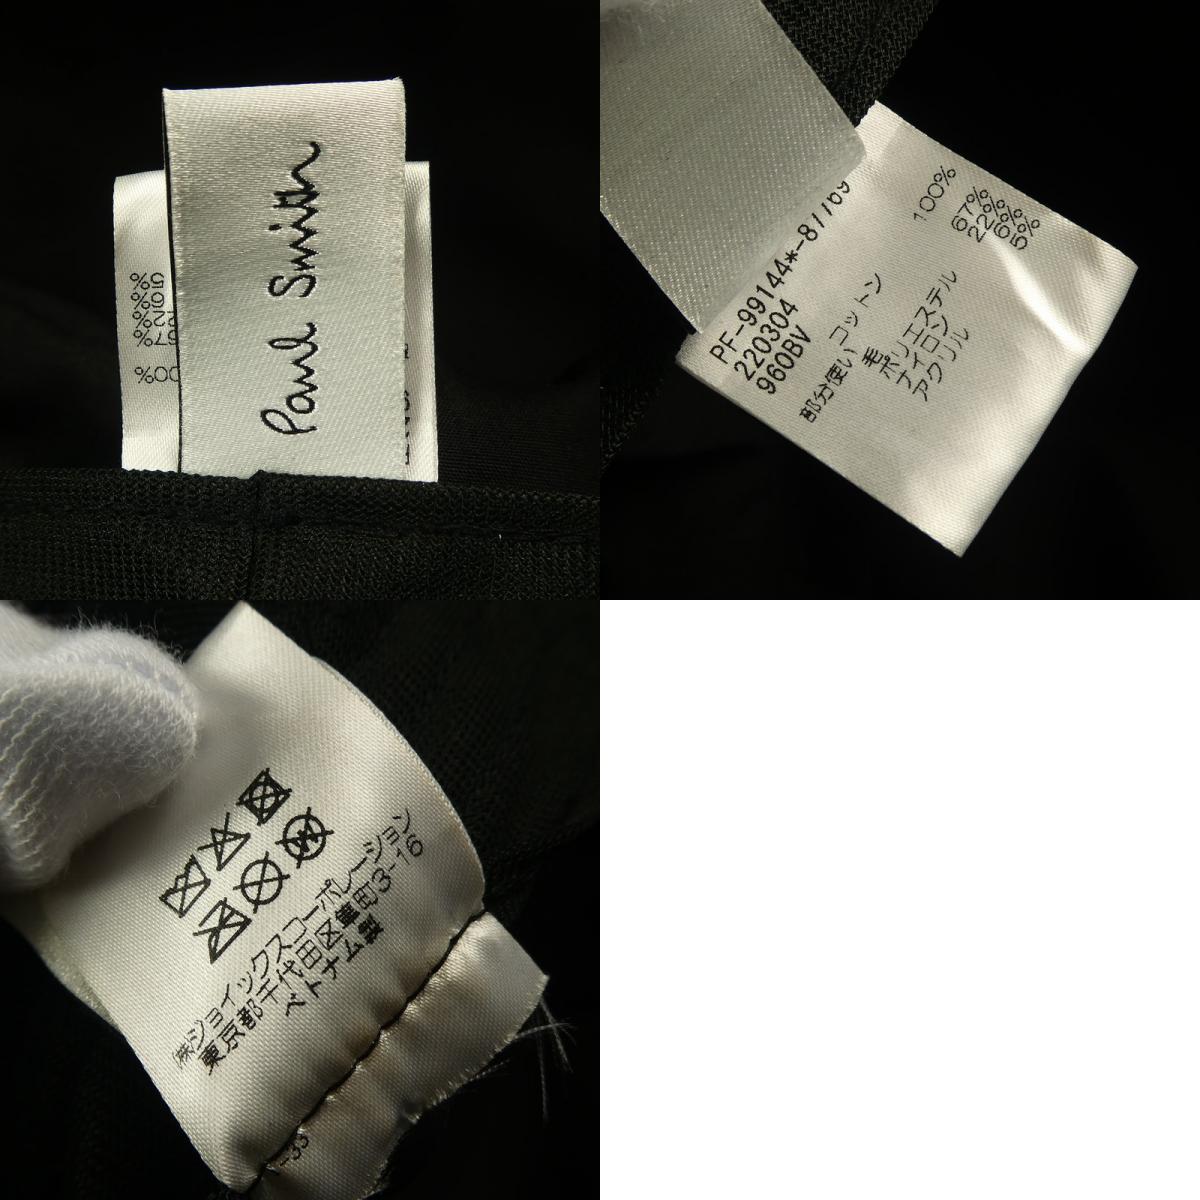 Paul Smith
5%
PF-99144*-87769
220304
960BV
部分使い コットン 100%
毛 67%
ポリエステル 22%
ナイロン 6%
アクリル 5%
㈱ジョイックスコーポレーション
東京都千代田区隼町3-16
ベトナム製